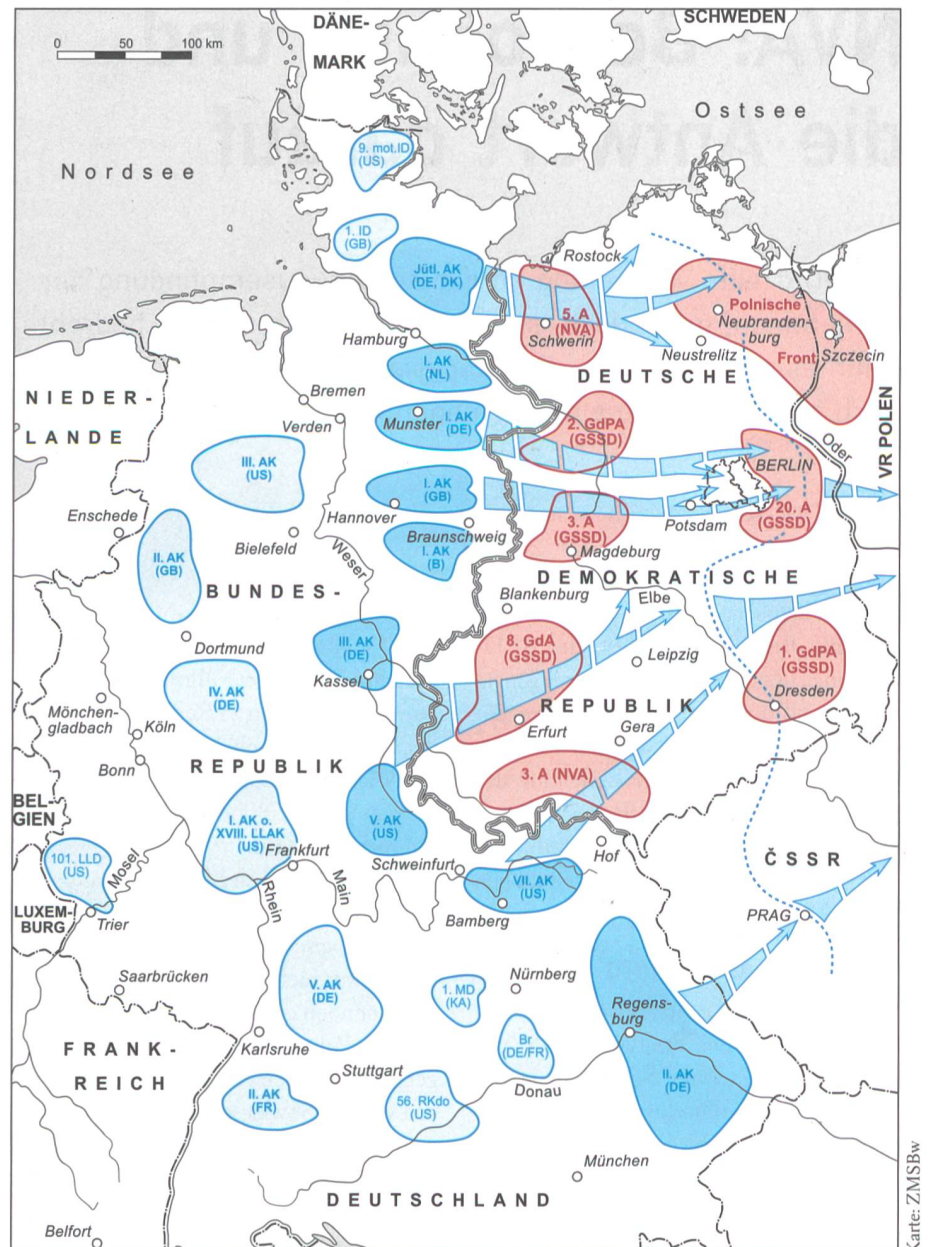 DÄNE-
MARK
SCHWEDEN
0 50 100 km
Ostsee
Nordsee
9. mot.ID
(US)
1. ID
(GB)
Jütl. AK
(DE, DK)
Rostock
5. A
(NVA)
Schwerin
Polnische
Neubranden-
burg
Front
Szczecin
Neustrelitz
Hamburg
I. AK
(NL)
DEUTSCHE
NIEDER-
LANDE
Bremen
Verden
Munster
I. AK
(DE)
2. GdPA
(GSSD)
Oder
VR POLEN
III. AK
(US)
BERLIN
I. AK
(GB)
Hannover
20. A
(GSSD)
Potsdam
Enschede
Bielefeld
Braunschweig
I. AK
(B)
3. A
(GSSD)
Magdeburg
II. AK
(GB)
Weser
DEMOKRATISCHE
BUNDES-
Blankenburg
Elbe
Dortmund
III. AK
(DE)
Kassel
8. GdA
(GSSD)
Leipzig
1. GdPA
(GSSD)
Dresden
IV. AK
(DE)
Mönchen-
gladbach
Köln
REPUBLIK
Erfurt
Gera
Bonn
REPUBLIK
3. A (NVA)
BEL-
GIEN
I. AK o.
XVIII. LLAK
(US)
V. AK
(US)
Frankfurt
Schweinfurt
Hof
ČSSR
101. LLD
(US)
Mosel
Rhein
Main
VII. AK
(US)
Bamberg
PRAG
LUXEM-
BURG
Trier
Saarbrücken
V. AK
(DE)
1. MD
(KA)
Nürnberg
Regens-
burg
Br
(DE/FR)
Karlsruhe
FRANK-
REICH
Stuttgart
Donau
II. AK
(DE)
II. AK
(FR)
56. RKdo
(US)
München
DEUTSCHLAND
Belfort
Karte: ZMSBw